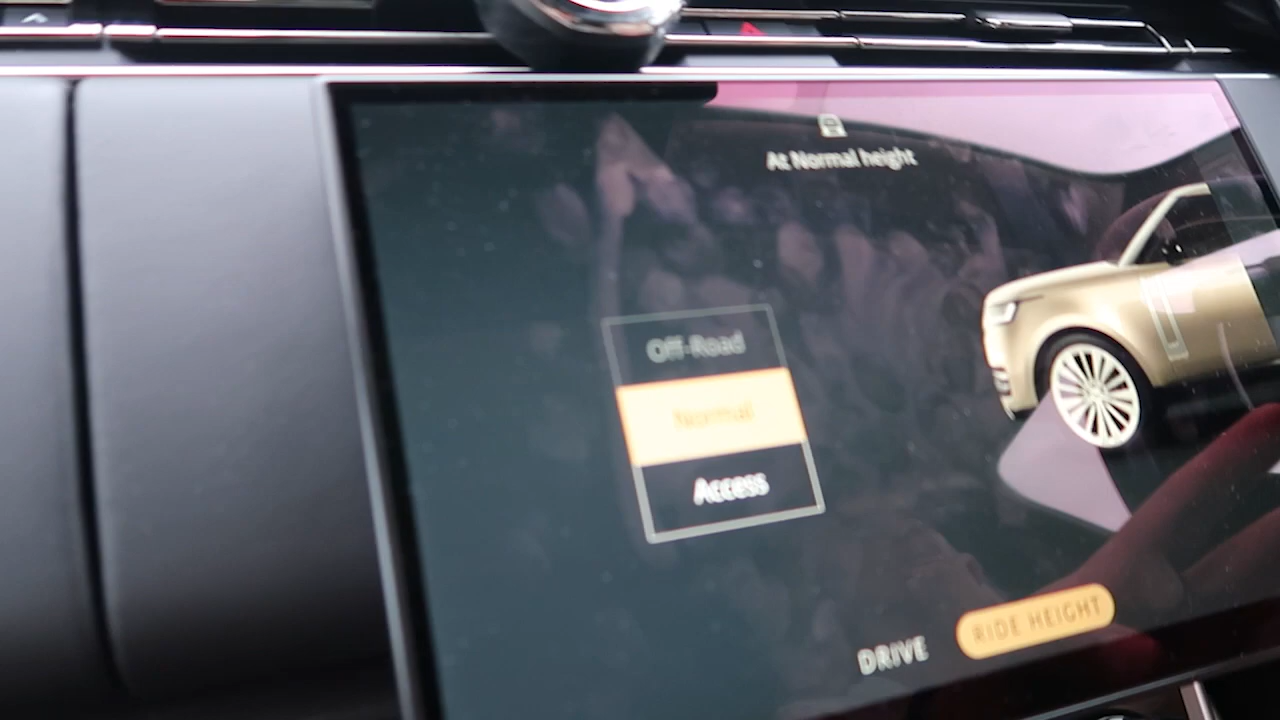 At Normal height
Off-Road
Normal
Access
DRIVE
RIDE HEIGHT